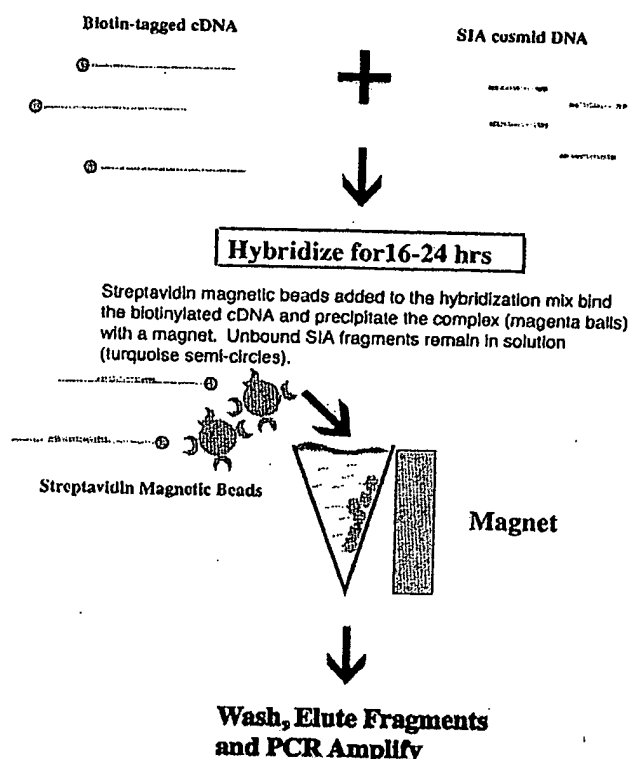 Biotin-tagged cDNA
SIA cosmid DNA
Hybridize for16-24 hrs
Streptavidin magnetic beads added to the hybridization mix bind
the biotinylated cDNA and precipitate the complex (magenta balls)
with a magnet. Unbound SIA fragments remain in solution
(turquoise semi-circles).
Streptavidin Magnetic Beads
Magnet
Wash, Elute Fragments
and PCR Amplify